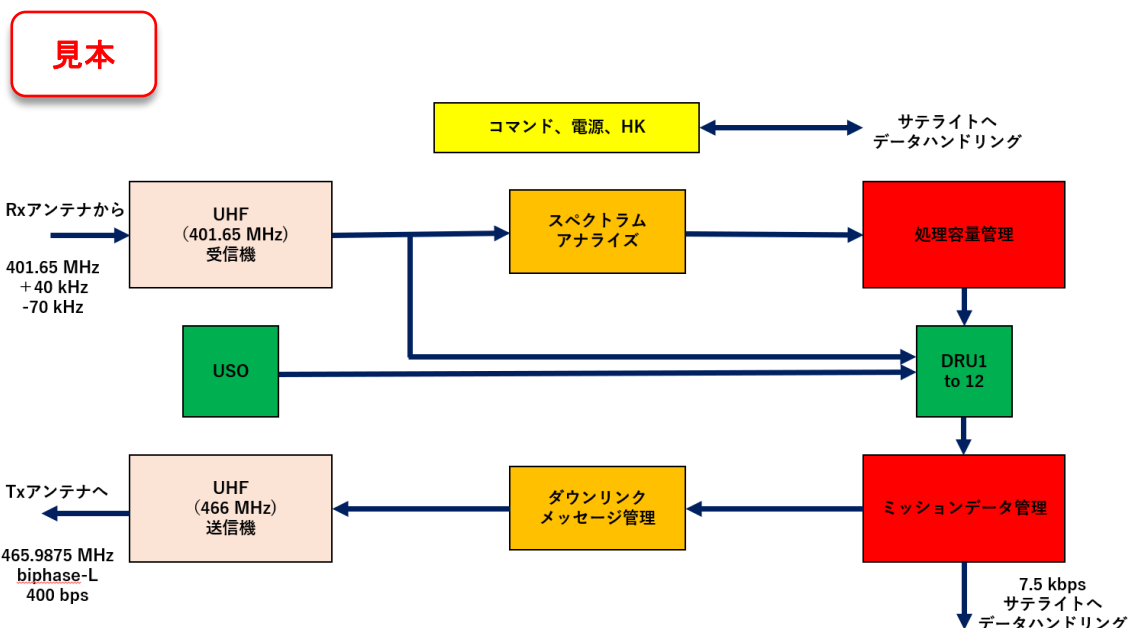 見本
コマンド、電源、HK
サテライトへ
データハンドリング
Rxアンテナから
401.65 MHz
＋40 kHz
-70 kHz
UHF
（401.65 MHz）
受信機
スペクトラム
アナライズ
処理容量管理
USO
DRU1
to 12
Txアンテナへ
465.9875 MHz
biphase-L
400 bps
UHF
（466 MHz）
送信機
ダウンリンク
メッセージ管理
ミッションデータ管理
7.5 kbps
サテライトへ
データハンドリング